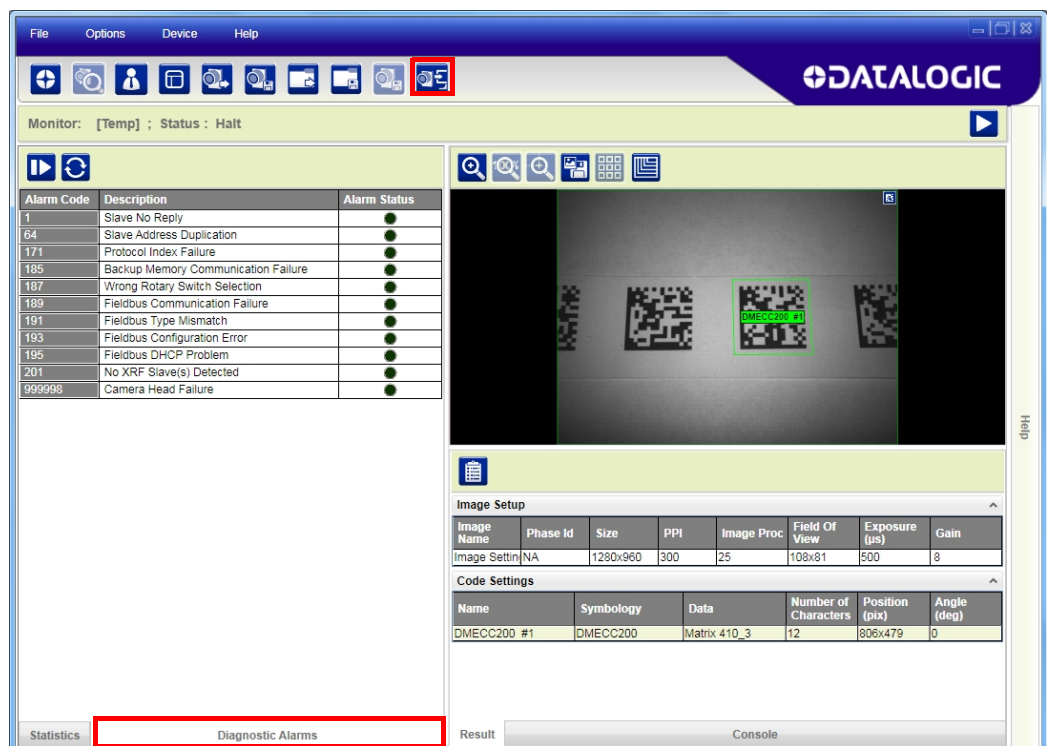 File Options Device Help
DATALOGIC
Monitor: [Temp] ; Status : Halt
Alarm Code Description Alarm Status
1 Slave No Reply
64 Slave Address Duplication
171 Protocol Index Failure
185 Backup Memory Communication Failure
187 Wrong Rotary Switch Selection
189 Fieldbus Communication Failure
191 Fieldbus Type Mismatch
193 Fieldbus Configuration Error
195 Fieldbus DHCP Problem
201 No XRF Slave(s) Detected
999998 Camera Head Failure
Statistics Diagnostic Alarms
100%
DMECC200 #1
Image Setup
Image Name Phase Id Size PPI Image Proc Field Of View Exposure (µs) Gain
Image Settin NA 1280x960 300 25 108x81 500 8
Code Settings
Name Symbology Data Number of Characters Position (pix) Angle (deg)
DMECC200 #1 DMECC200 Matrix 410_3 12 806x479 0
Result Console
Help